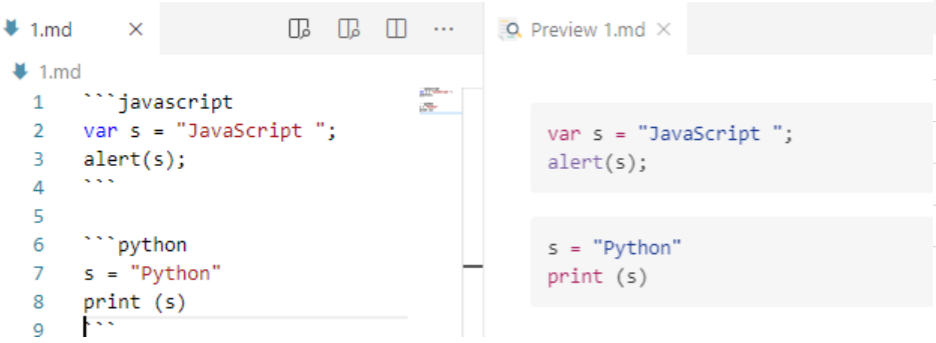 1.md
Preview 1.md
1.md
1 ```javascript
2 var s = "JavaScript ";
3 alert(s);
4 ```
5
6 ```python
7 s = "Python"
8 print (s)
9 ```
var s = "JavaScript ";
alert(s);
s = "Python"
print (s)